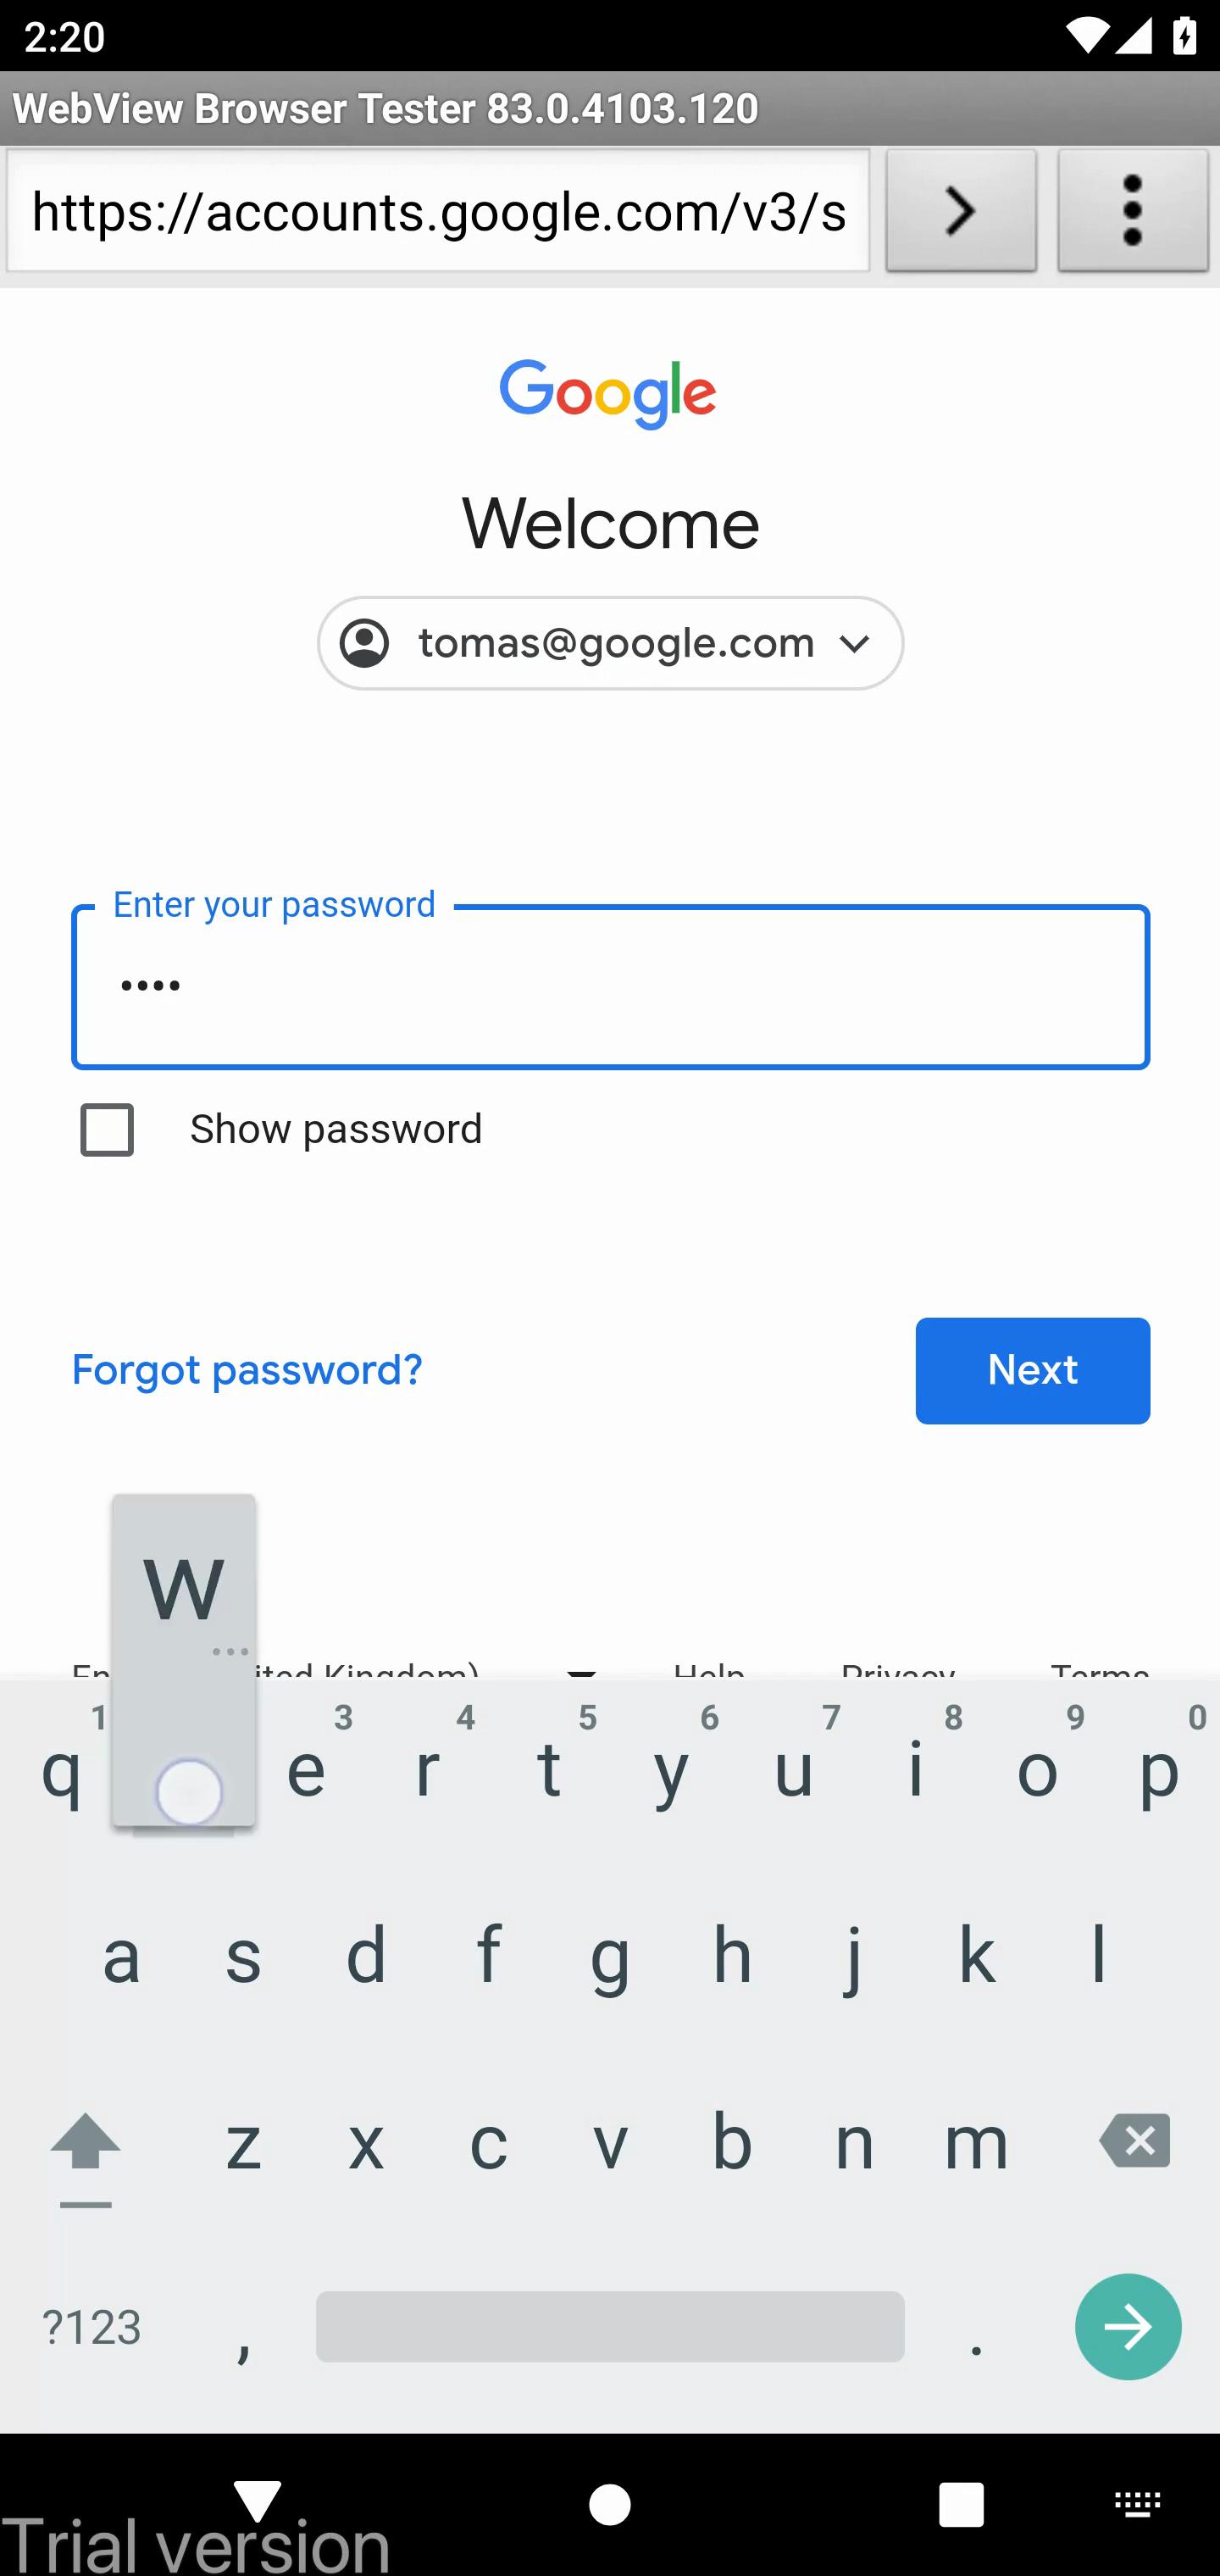 2:20
WebView Browser Tester 83.0.4103.120
https://accounts.google.com/v3/s
Google
Welcome
tomas@google.com
Enter your password
••••
Show password
Forgot password?
Next
W
En ited Kingdom) Help Privacy Terms
1 3 4 5 6 7 8 9 0
q e r t y u i o p
a s d f g h j k l
z x c v b n m
?123 , .
Trial version